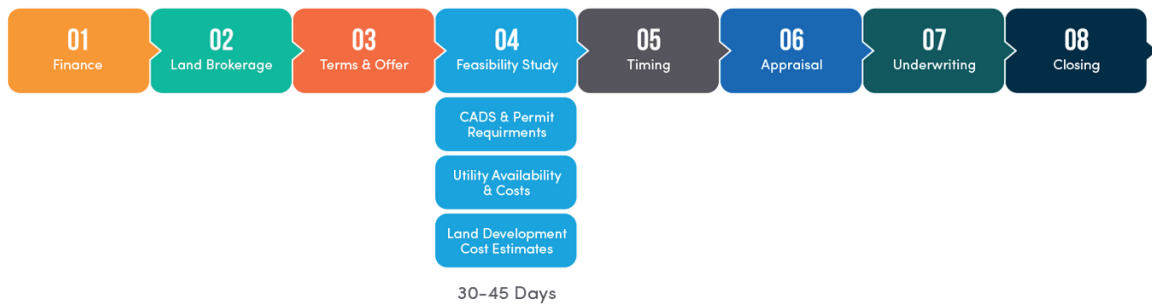 01
Finance
02
Land Brokerage
03
Terms & Offer
04
Feasibility Study
05
Timing
06
Appraisal
07
Underwriting
08
Closing
CADS & Permit
Requirments
Utility Availability
& Costs
Land Development
Cost Estimates
30-45 Days